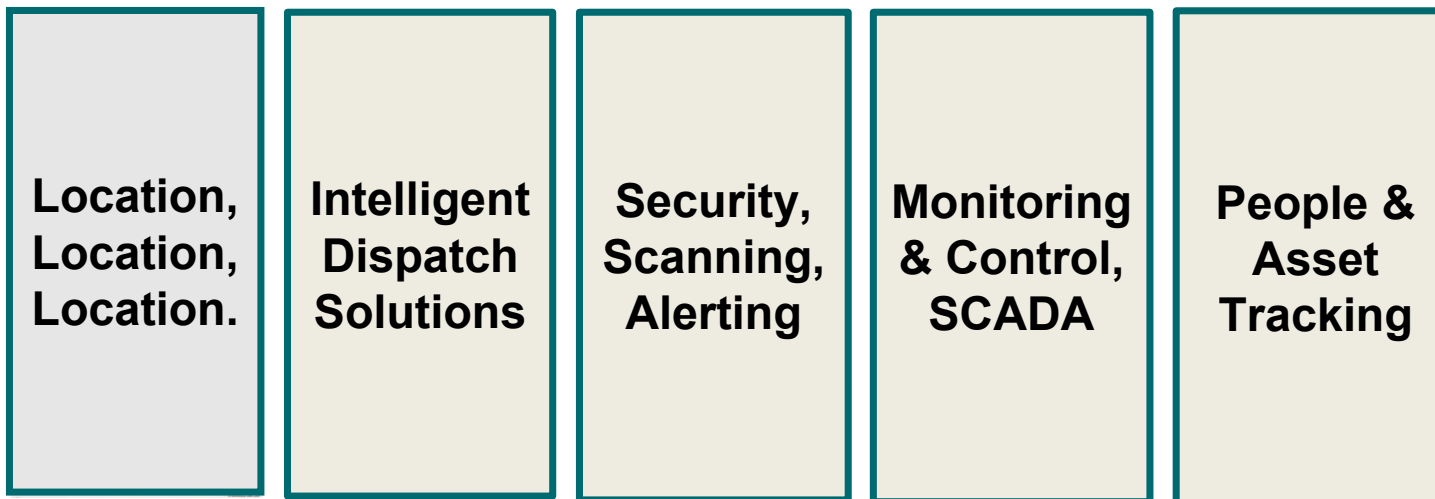 Location,
Location,
Location.
Intelligent
Dispatch
Solutions
Security,
Scanning,
Alerting
Monitoring
& Control,
SCADA
People &
Asset
Tracking